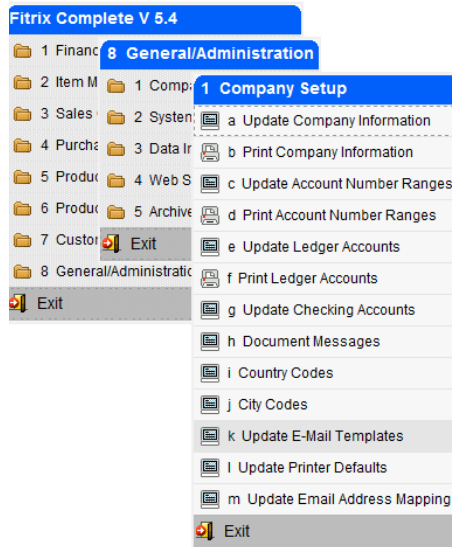 Fitrix Complete V 5.4
1 Financ
2 Item M
3 Sales
4 Purcha
5 Produc
6 Produc
7 Custor
8 General/Administratic
Exit
8 General/Administration
1 Comp
2 System
3 Data Ir
4 Web S
5 Archive
Exit
1 Company Setup
a Update Company Information
b Print Company Information
c Update Account Number Ranges
d Print Account Number Ranges
e Update Ledger Accounts
f Print Ledger Accounts
g Update Checking Accounts
h Document Messages
i Country Codes
j City Codes
k Update E-Mail Templates
l Update Printer Defaults
m Update Email Address Mapping
Exit